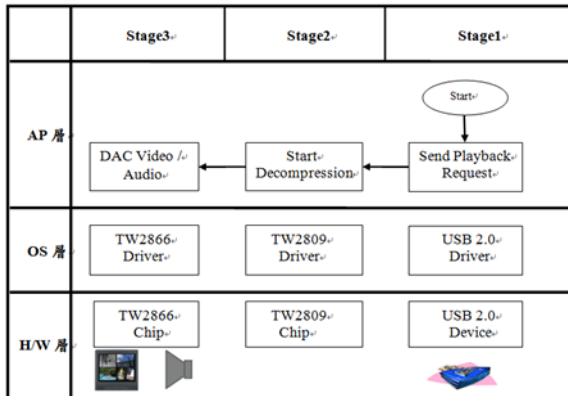 Stage3
Stage2
Stage1
AP 層
Start
DAC Video /
Audio
Start
Decompression
Send Playback
Request
OS 層
TW2866
Driver
TW2809
Driver
USB 2.0
Driver
H/W 層
TW2866
Chip
TW2809
Chip
USB 2.0
Device